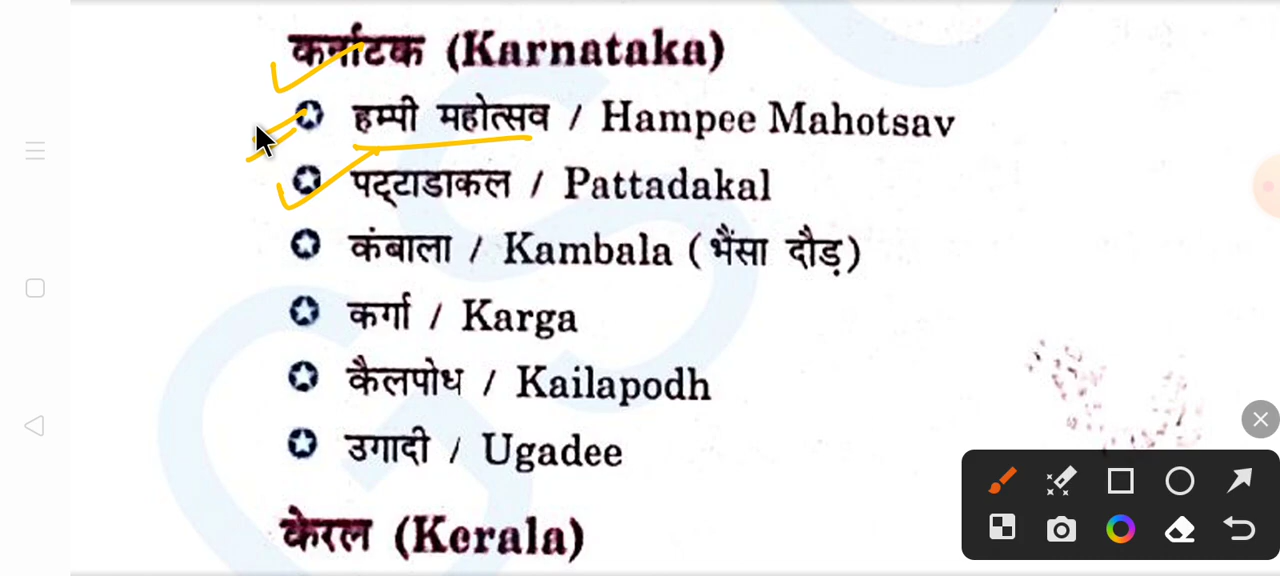 कर्नाटक (Karnataka)
हम्पी महोत्सव / Hampee Mahotsav
पट्टाडाकल / Pattadakal
कंबाला / Kambala (भैंसा दौड़)
कर्गा / Karga
कैलपोध / Kailapodh
उगादी / Ugadee
केरल (Kerala)